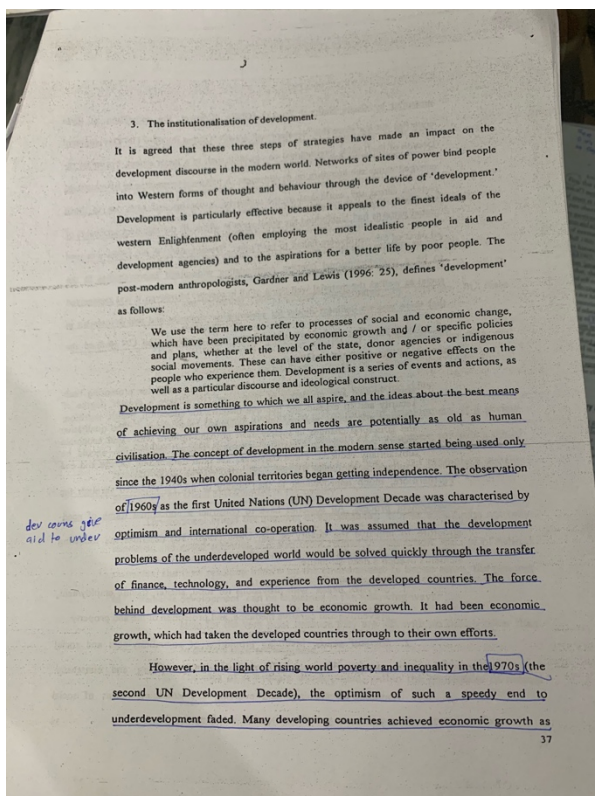 3. The institutionalisation of development.
It is agreed that these three steps of strategies have made an impact on the
development discourse in the modern world. Networks of sites of power bind people
into Western forms of thought and behaviour through the device of 'development.'
Development is particularly effective because it appeals to the finest ideals of the
western Enlightenment (often employing the most idealistic people in aid and
development agencies) and to the aspirations for a better life by poor people. The
post-modern anthropologists, Gardner and Lewis (1996: 25), defines 'development'
as follows:
We use the term here to refer to processes of social and economic change,
which have been precipitated by economic growth and / or specific policies
and plans, whether at the level of the state, donor agencies or indigenous
social movements. These can have either positive or negative effects on the
people who experience them. Development is a series of events and actions, as
well as a particular discourse and ideological construct.
Development is something to which we all aspire, and the ideas about the best means
of achieving our own aspirations and needs are potentially as old as human
civilisation. The concept of development in the modern sense started being used only
since the 1940s when colonial territories began getting independence. The observation
of 1960s as the first United Nations (UN) Development Decade was characterised by
dev couns give
aid to under
optimism and international co-operation. It was assumed that the development
problems of the underdeveloped world would be solved quickly through the transfer
of finance, technology, and experience from the developed countries. The force
behind development was thought to be economic growth. It had been economic
growth, which had taken the developed countries through to their own efforts.
However, in the light of rising world poverty and inequality in the 1970s (the
second UN Development Decade), the optimism of such a speedy end to
underdevelopment faded. Many developing countries achieved economic growth as
37